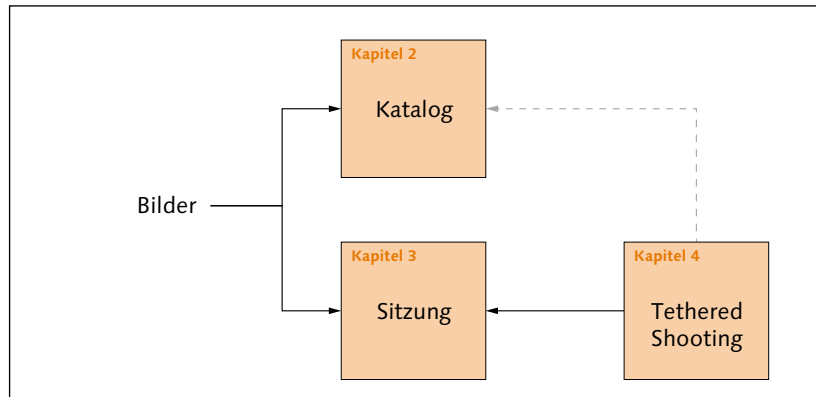 Kapitel 2
Katalog
Bilder
Kapitel 3
Sitzung
Kapitel 4
Tethered
Shooting